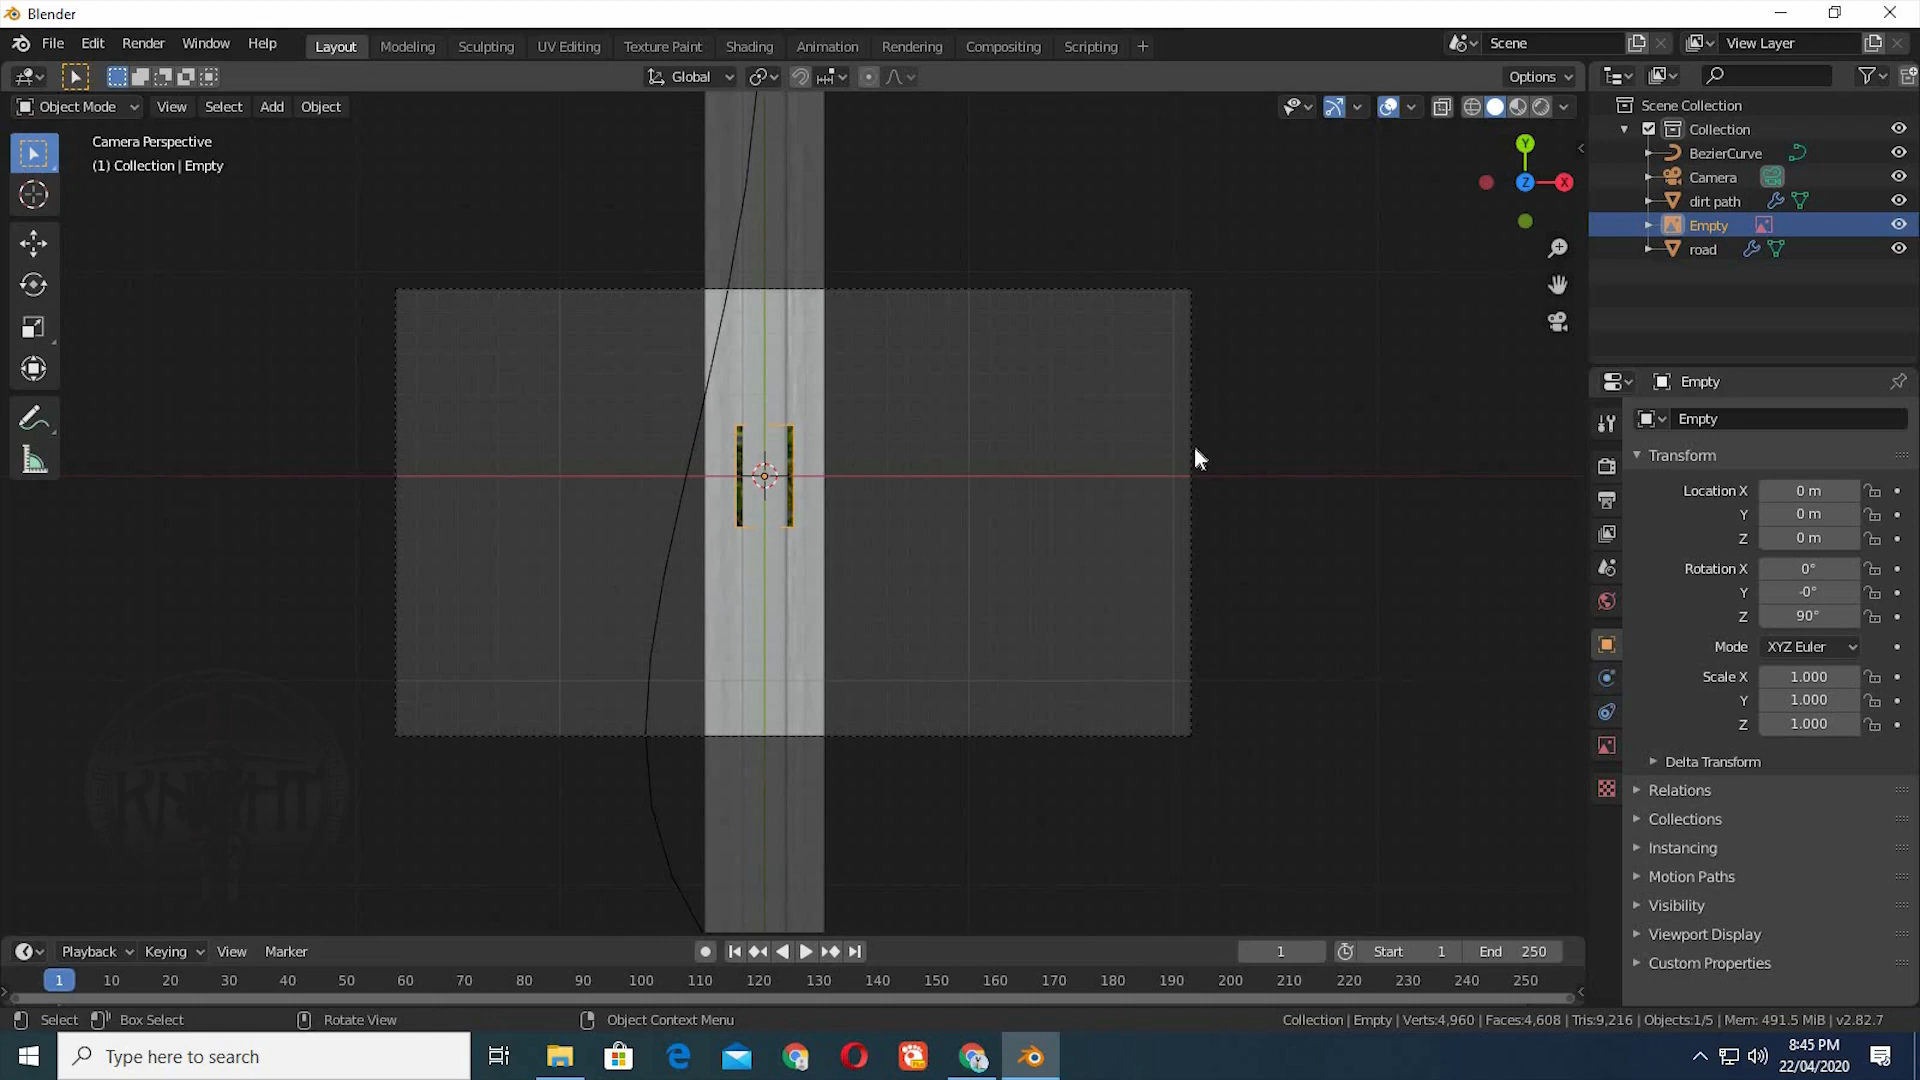 Blender
File Edit Render Window Help Layout Modeling Sculpting UV Editing Texture Paint Shading Animation Rendering Compositing Scripting + Scene View Layer
Global Options
Object Mode View Select Add Object
Camera Perspective
(1) Collection | Empty
Y
Z X
Scene Collection
Collection
BezierCurve
Camera
dirt path
Empty
road
Empty
Empty
Transform
Location X 0 m
Y 0 m
Z 0 m
Rotation X 0°
Y -0°
Z 90°
Mode XYZ Euler
Scale X 1.000
Y 1.000
Z 1.000
Delta Transform
Relations
Collections
Instancing
Motion Paths
Visibility
Viewport Display
Custom Properties
KNIGHT
Playback Keying View Marker 1 Start 1 End 250
1 10 20 30 40 50 60 70 80 90 100 110 120 130 140 150 160 170 180 190 200 210 220 230 240 250
Select Box Select Rotate View Object Context Menu Collection | Empty | Verts:4,960 | Faces:4,608 | Tris:9,216 | Objects:1/5 | Mem: 491.5 MiB | v2.82.7
Type here to search
8:45 PM
22/04/2020